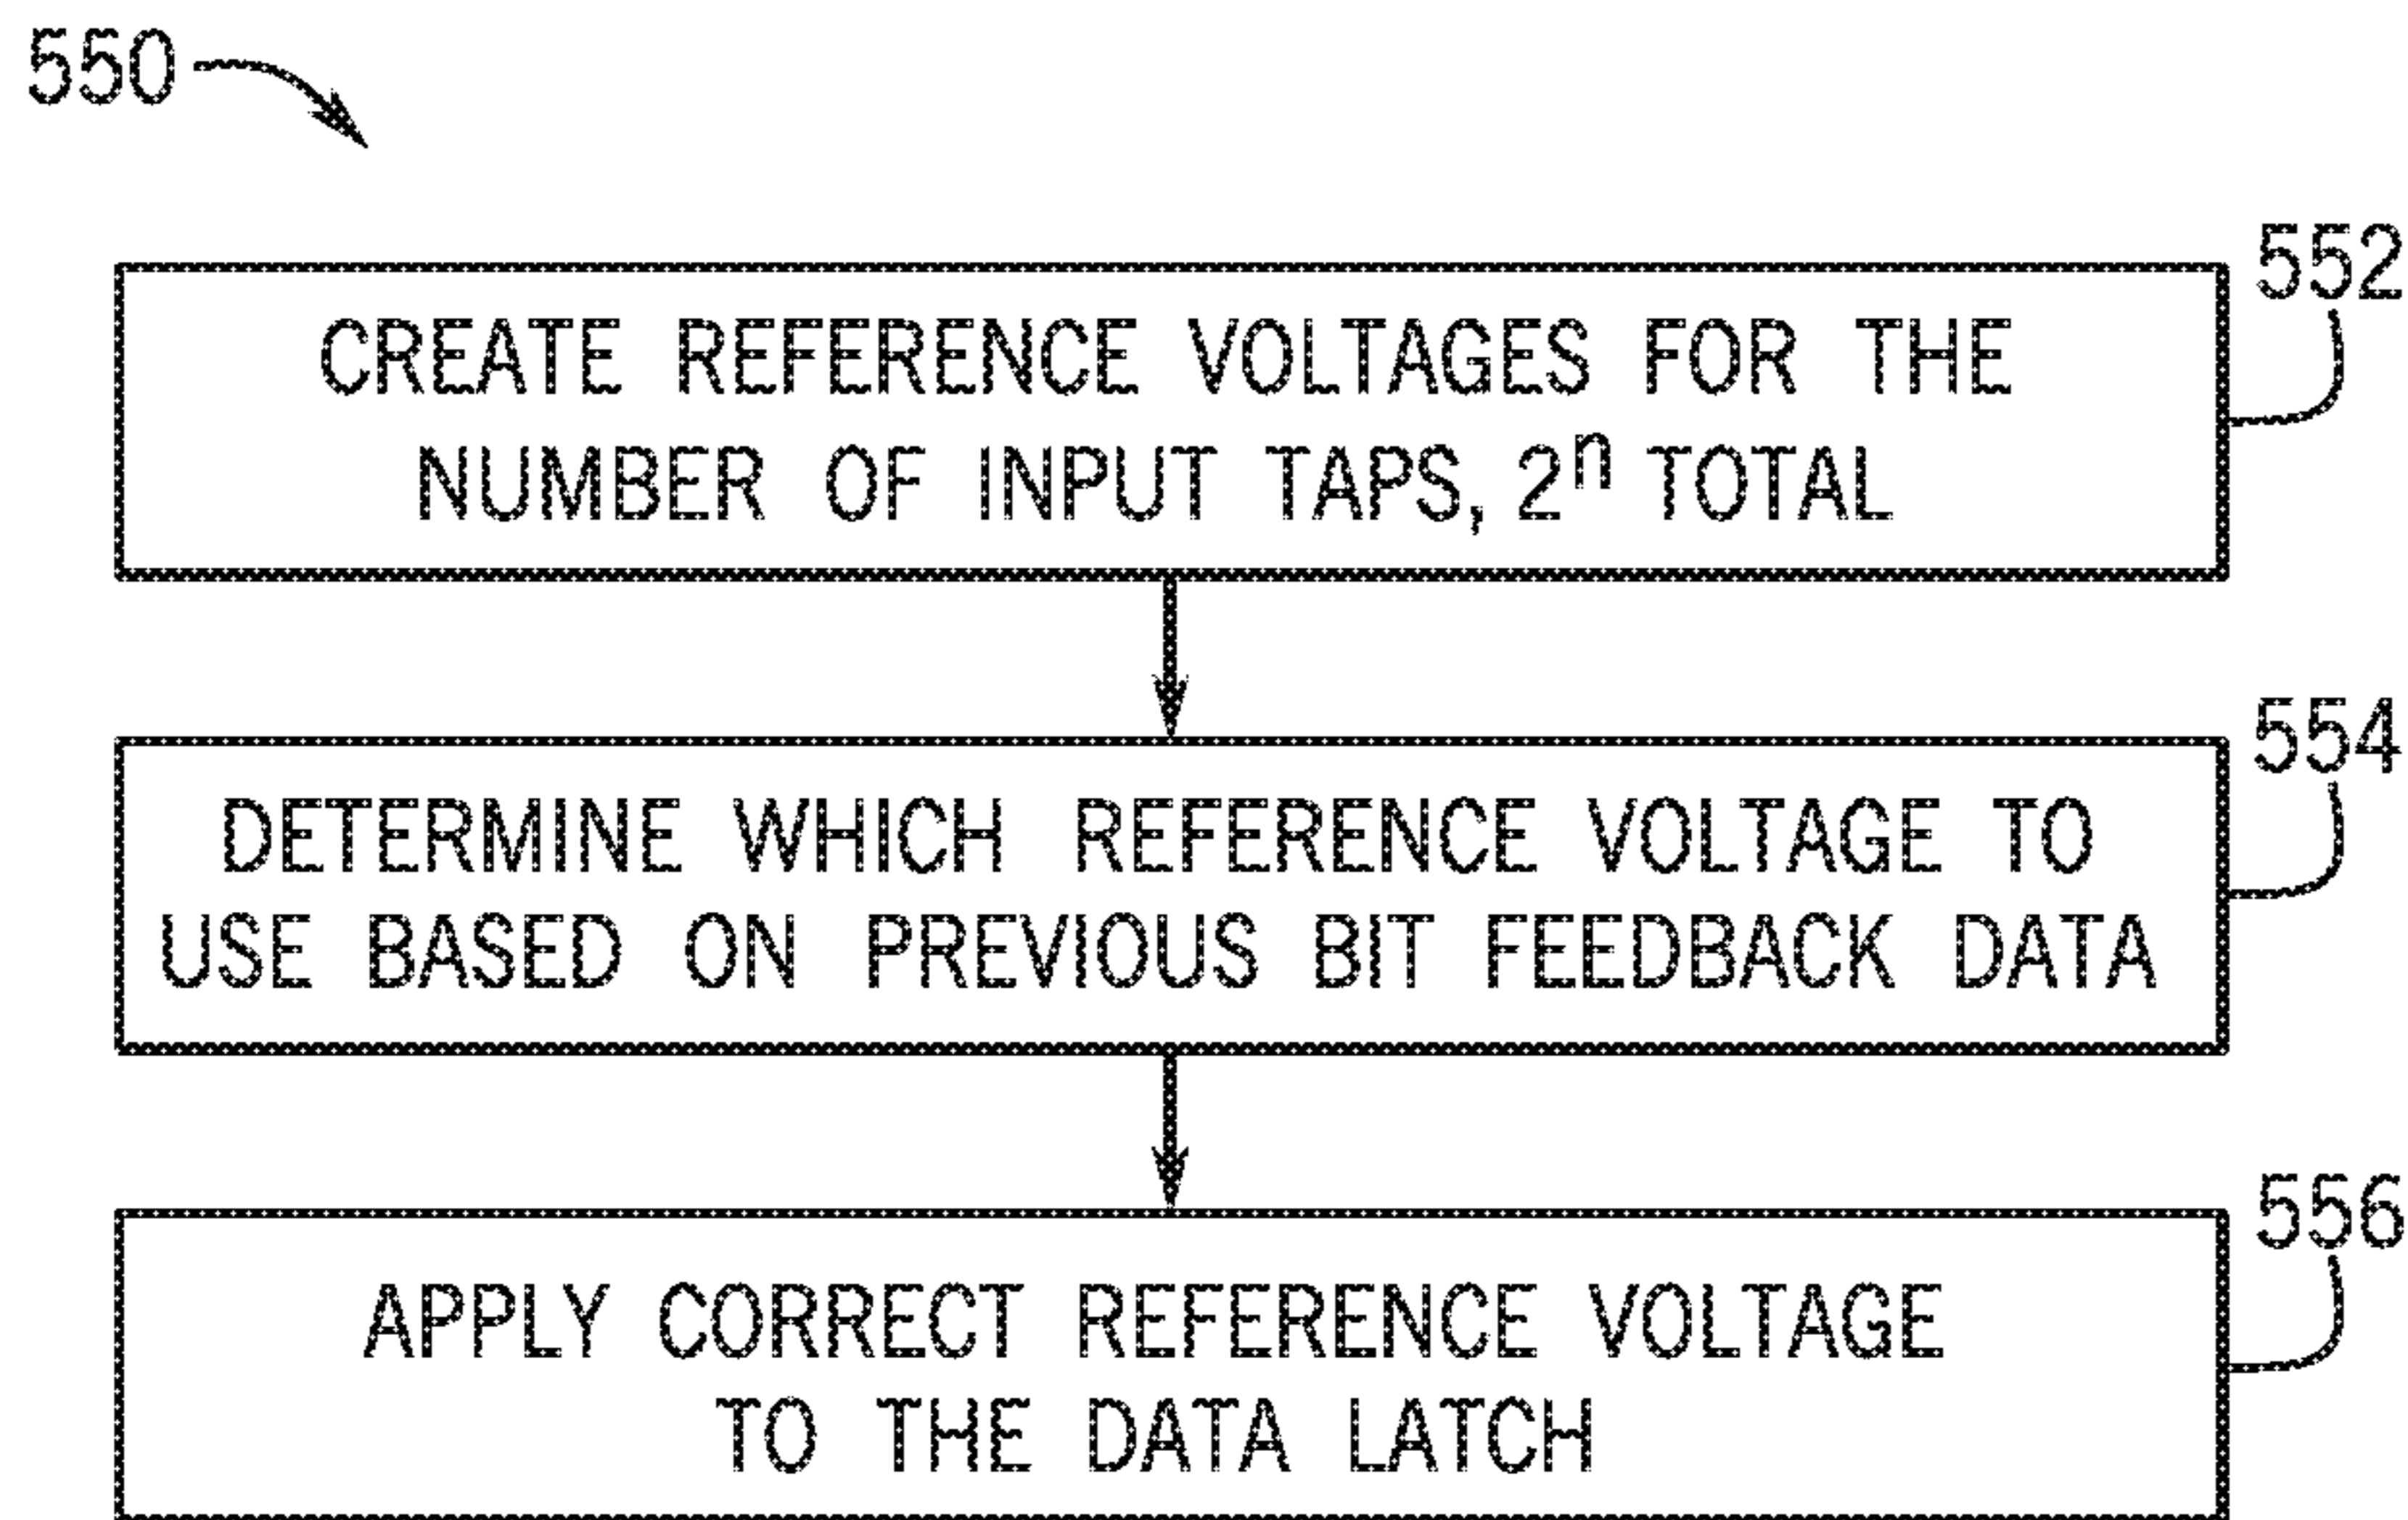 550
552
CREATE REFERENCE VOLTAGES FOR THE
NUMBER OF INPUT TAPS, 2ⁿ TOTAL
554
DETERMINE WHICH REFERENCE VOLTAGE TO
USE BASED ON PREVIOUS BIT FEEDBACK DATA
556
APPLY CORRECT REFERENCE VOLTAGE
TO THE DATA LATCH